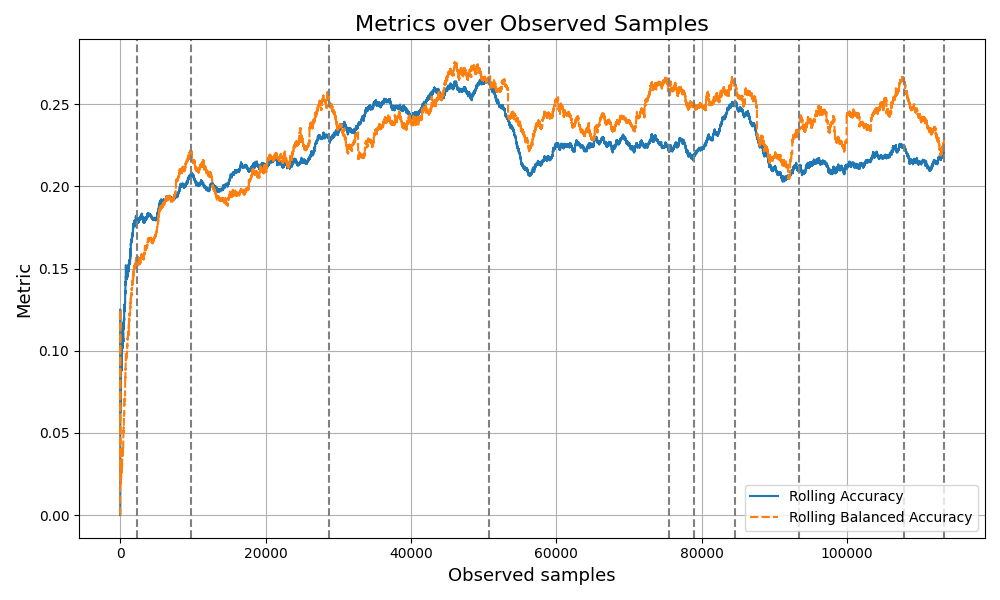 Metrics over Observed Samples
Metric
0.25
0.20
0.15
0.10
0.05
0.00
0
20000
40000
60000
80000
100000
Observed samples
Rolling Accuracy
Rolling Balanced Accuracy